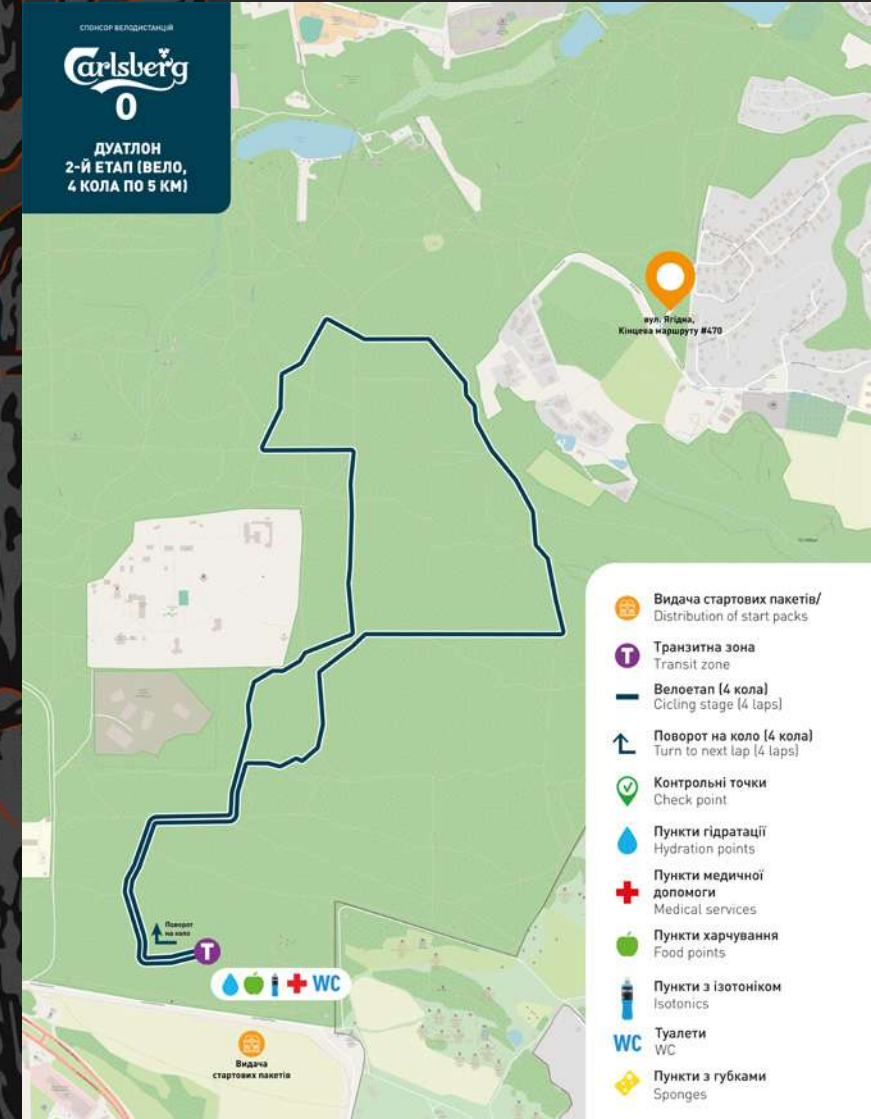 СПОНСОР ВЕЛОДИСТАНЦІЙ
Carlsberg
0
ДУАТЛОН
2-Й ЕТАП (ВЕЛО,
4 КОЛА ПО 5 КМ)
вул. Ягідна,
Кінцева маршруту #470
Видача стартових пакетів/
Distribution of start packs
T
Транзитна зона
Transit zone
Велоетап (4 кола)
Cicling stage (4 laps)
Поворот на коло (4 кола)
Turn to next lap (4 laps)
Контрольні точки
Check point
Пункти гідратації
Hydration points
Пункти медичної
допомоги
Medical services
Пункти харчування
Food points
Пункти з ізотоніком
Isotonics
WC
Туалети
WC
Пункти з губками
Sponges
Поворот
на коло
T
WC
Видача
стартових пакетів